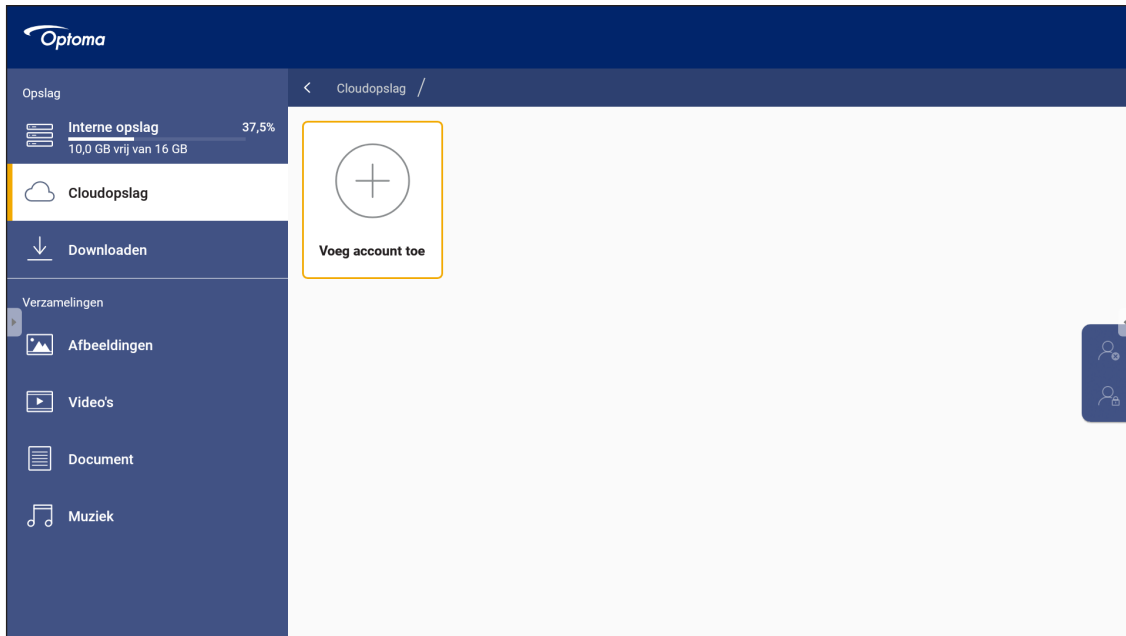 Optoma
Opslag
Interne opslag 37,5%
10,0 GB vrij van 16 GB
Cloudopslag
Downloaden
Verzamelingen
Afbeeldingen
Video's
Document
Muziek
Cloudopslag /
Voeg account toe